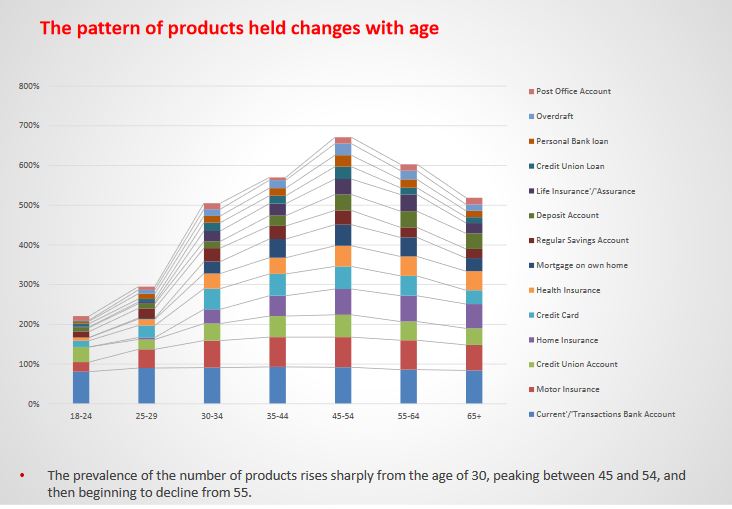 The pattern of products held changes with age
800%
700%
600%
500%
400%
300%
200%
100%
0%
18-24 25-29 30-34 35-44 45-54 55-64 65+
Post Office Account
Overdraft
Personal Bank loan
Credit Union Loan
Life Insurance'/'Assurance
Deposit Account
Regular Savings Account
Mortgage on own home
Health Insurance
Credit Card
Home Insurance
Credit Union Account
Motor Insurance
Current'/'Transactions Bank Account
• The prevalence of the number of products rises sharply from the age of 30, peaking between 45 and 54, and
then beginning to decline from 55.